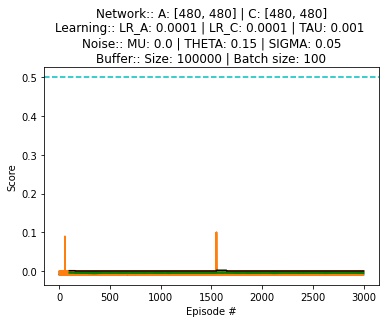 Network:: A: [480, 480] | C: [480, 480]
Learning:: LR_A: 0.0001 | LR_C: 0.0001 | TAU: 0.001
Noise:: MU: 0.0 | THETA: 0.15 | SIGMA: 0.05
Buffer:: Size: 100000 | Batch size: 100
0.5
0.4
0.3
0.2
0.1
0.0
Score
0 500 1000 1500 2000 2500 3000
Episode #